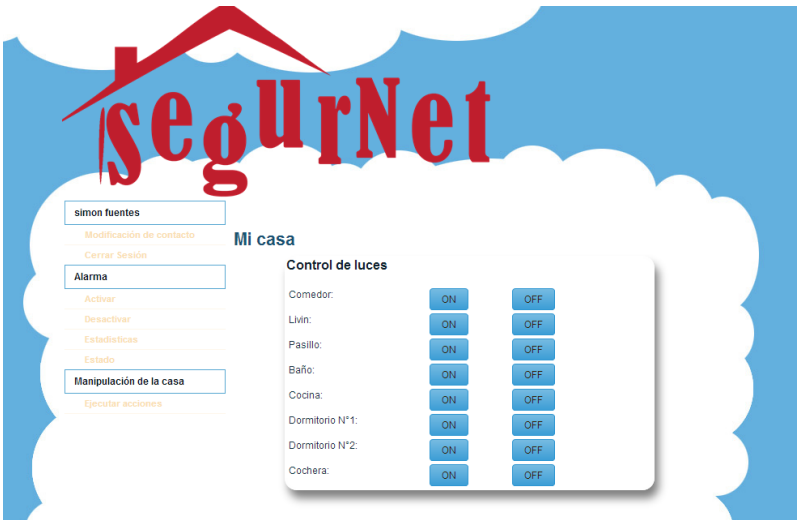 segurNet
simon fuentes
Modificación de contacto
Cerrar Sesión
Alarma
Activar
Desactivar
Estadísticas
Estado
Manipulación de la casa
Ejecutar acciones
Mi casa
Control de luces
Comedor: ON OFF
Livin: ON OFF
Pasillo: ON OFF
Baño: ON OFF
Cocina: ON OFF
Dormitorio N°1: ON OFF
Dormitorio N°2: ON OFF
Cochera: ON OFF